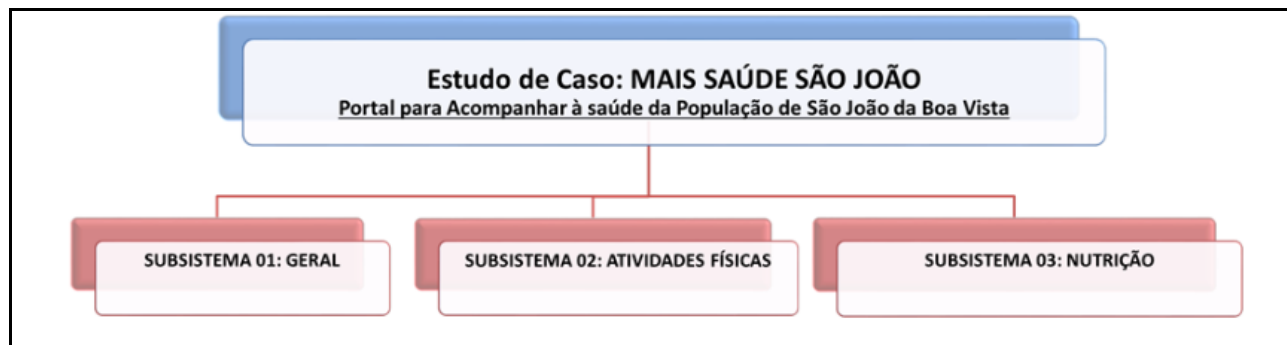 Estudo de Caso: MAIS SAÚDE SÃO JOÃO
Portal para Acompanhar à saúde da População de São João da Boa Vista
SUBSISTEMA 01: GERAL
SUBSISTEMA 02: ATIVIDADES FÍSICAS
SUBSISTEMA 03: NUTRIÇÃO